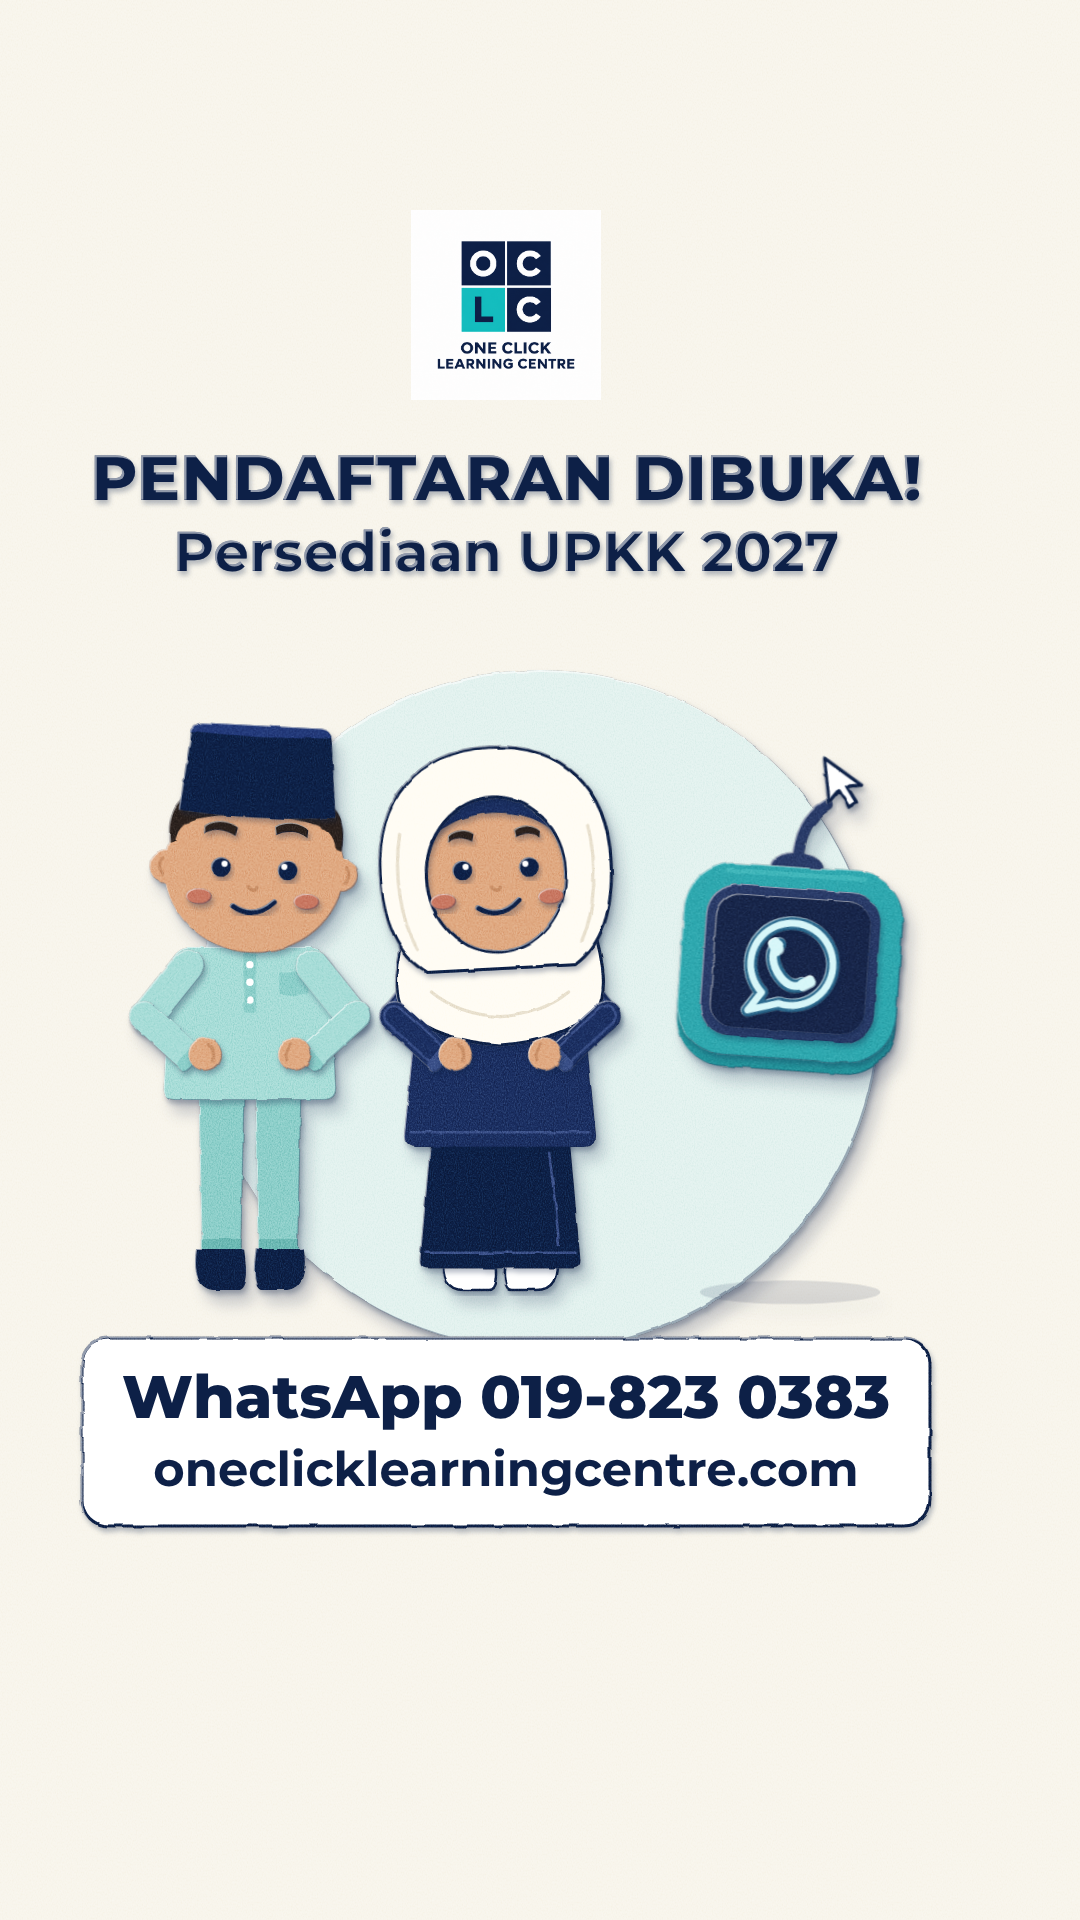 O C
L C
ONE CLICK
LEARNING CENTRE
PENDAFTARAN DIBUKA!
Persediaan UPKK 2027
WhatsApp 019-823 0383
oneclicklearningcentre.com